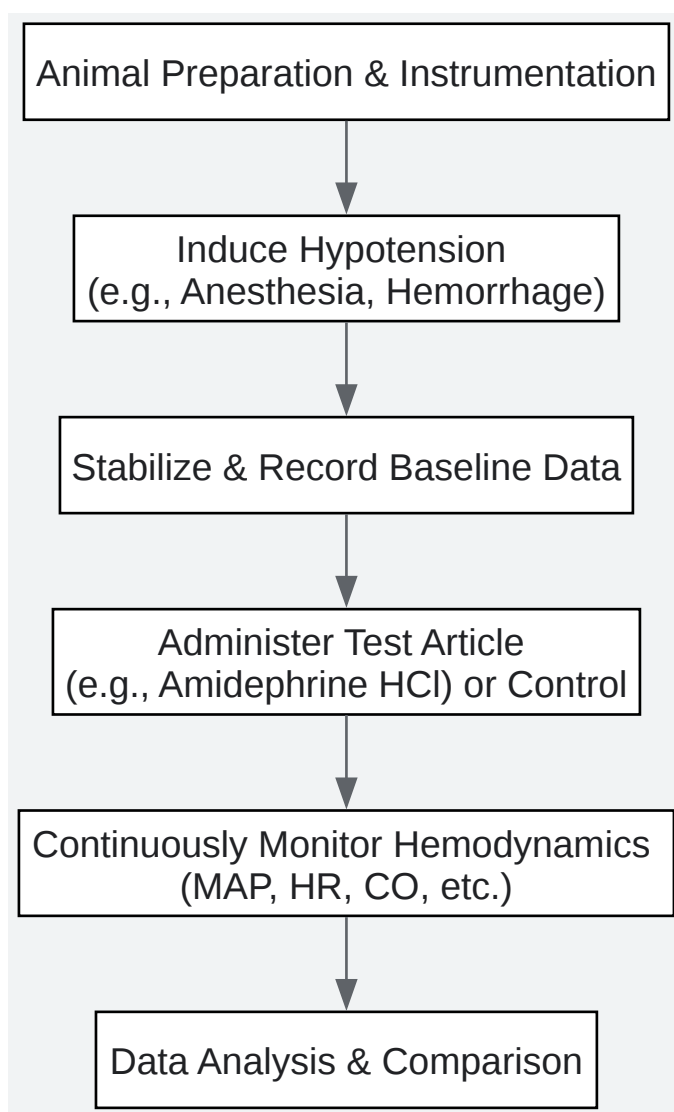 Animal Preparation & Instrumentation
Induce Hypotension
(e.g., Anesthesia, Hemorrhage)
Stabilize & Record Baseline Data
Administer Test Article
(e.g., Amidephrine HCl) or Control
Continuously Monitor Hemodynamics
(MAP, HR, CO, etc.)
Data Analysis & Comparison